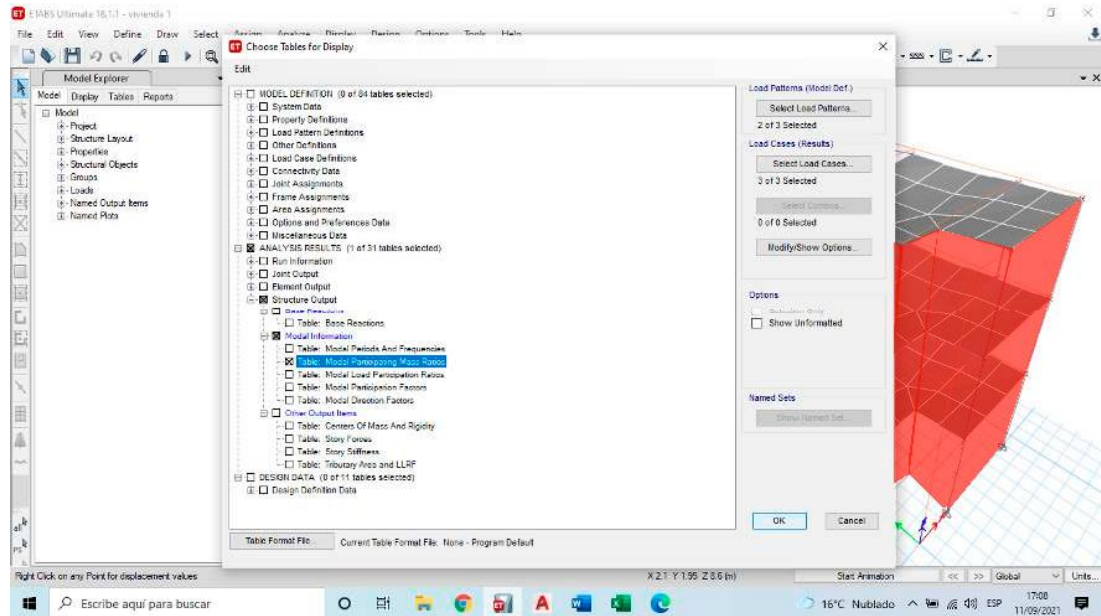 ETABS Ultimate 18.1.1 - vivienda 1
File Edit View Define Draw Select Assign Analyze Display Design Options Tools Help
Model Explorer
Model Display Tables Reports
Model
Project
Structure Layout
Properties
Structural Objects
Groups
Loads
Named Output Items
Named Plots
Choose Tables for Display
Edit
MODEL DEFINITION (0 of 84 tables selected)
System Data
Property Definitions
Load Pattern Definitions
Other Definitions
Load Case Definitions
Connectivity Data
Joint Assignments
Frame Assignments
Area Assignments
Options and Preferences Data
Miscellaneous Data
ANALYSIS RESULTS (1 of 31 tables selected)
Run Information
Joint Output
Element Output
Structure Output
Base Reactions
Table: Base Reactions
Modal Information
Table: Modal Periods And Frequencies
Table: Modal Participating Mass Ratios
Table: Modal Load Participation Ratios
Table: Modal Participation Factors
Table: Modal Direction Factors
Other Output Items
Table: Centers Of Mass And Rigidity
Table: Story Forces
Table: Story Stiffness
Table: Tributary Area and LLRF
DESIGN DATA (0 of 11 tables selected)
Design Definition Data
Load Patterns (Model Def.)
Select Load Patterns...
2 of 3 Selected
Load Cases (Results)
Select Load Cases...
3 of 3 Selected
Select Combos...
0 of 0 Selected
Modify/Show Options...
Options
Selection Only
Show Unformatted
Named Sets
Show Named Set...
OK Cancel
Table Format File... Current Table Format File: None - Program Default
Right Click on any Point for displacement values
X 2.1 Y 1.95 Z 8.6 (m)
Start Animation
<< >> Global Units...
Escribe aquí para buscar
16°C Nublado ESP
17:08
11/09/2021